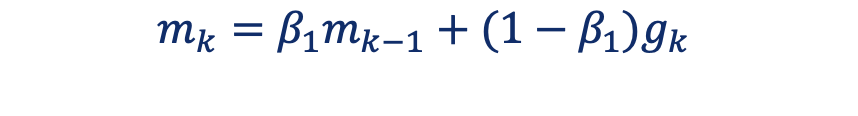 m_k = β_1 m_{k−1} + (1 − β_1) g_k